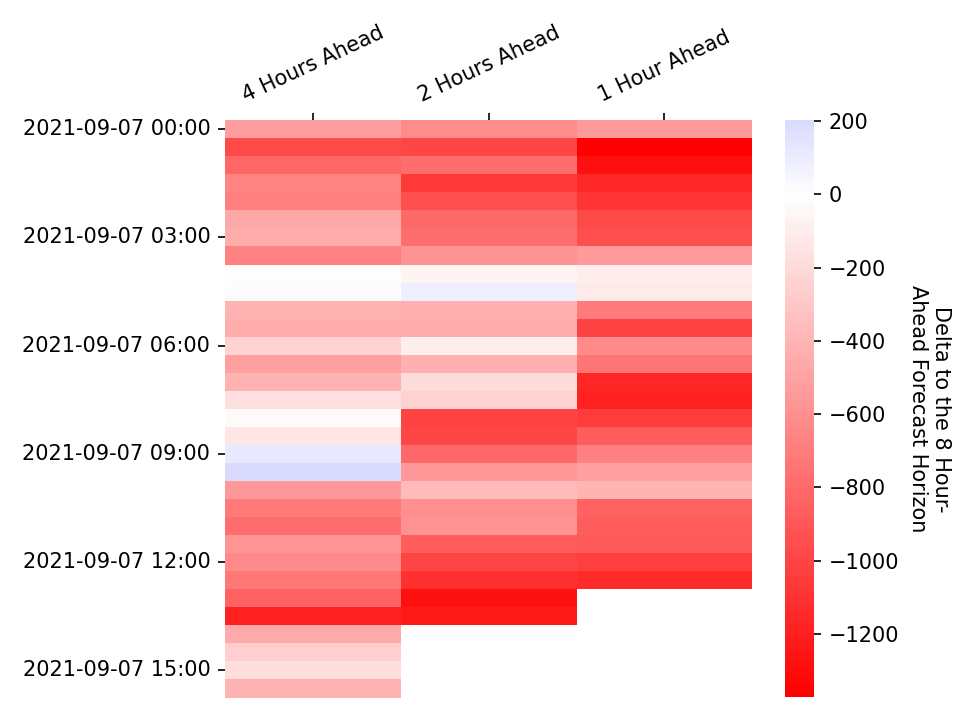 4 Hours Ahead
2 Hours Ahead
1 Hour Ahead
2021-09-07 00:00
2021-09-07 03:00
2021-09-07 06:00
2021-09-07 09:00
2021-09-07 12:00
2021-09-07 15:00
200
0
−200
−400
−600
−800
−1000
−1200
Delta to the 8 Hour-
Ahead Forecast Horizon